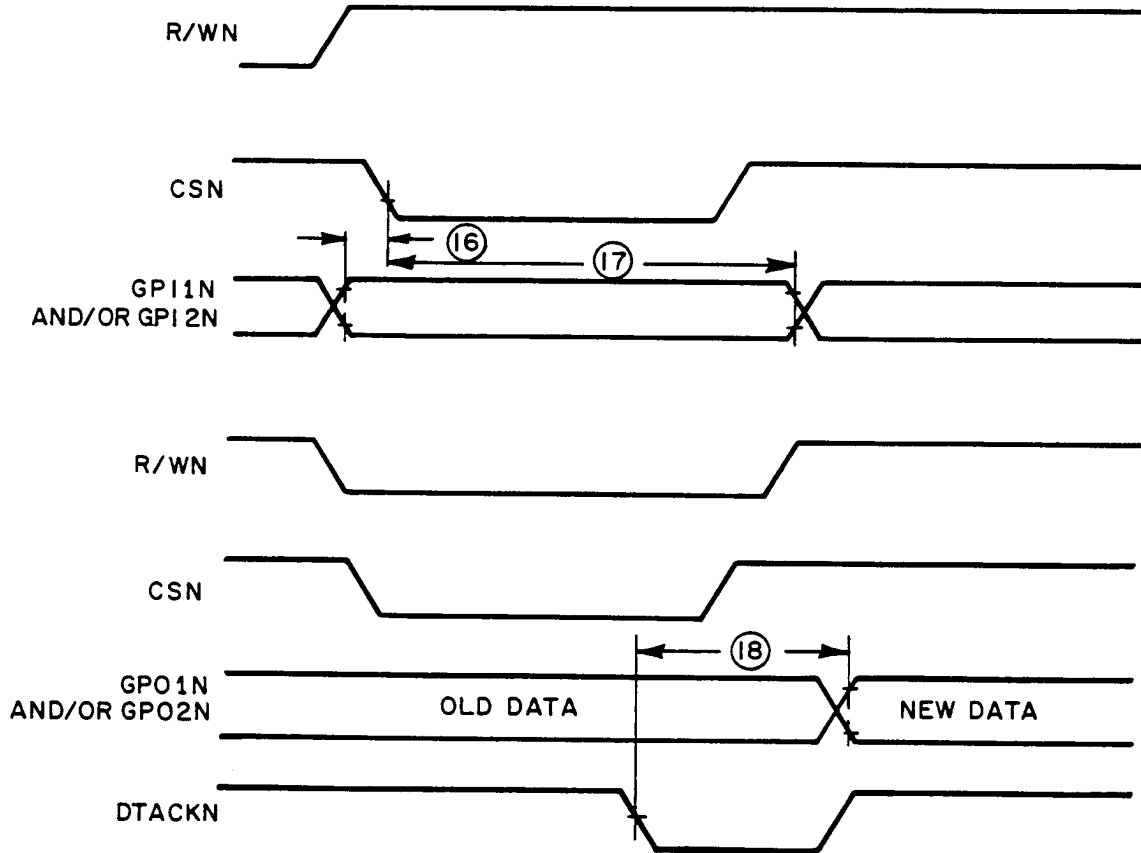 R/WN
CSN
16
17
GPI1N
AND/OR GPI2N
R/WN
CSN
18
GPO1N
AND/OR GPO2N
OLD DATA
NEW DATA
DTACKN